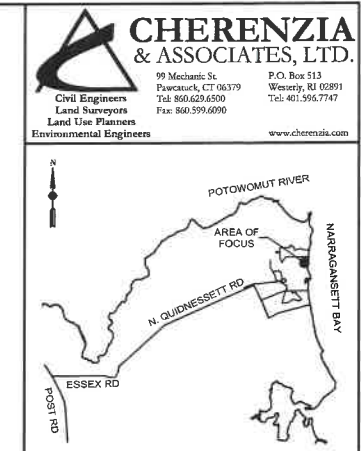 CHERENZIA
& ASSOCIATES, LTD.
99 Mechanic St.
Pawcatuck, CT 06379
Tel: 860.629.6500
Fax: 860.599.6090
P.O. Box 513
Westerly, RI 02891
Tel: 401.596.7747
www.cherenzia.com
Civil Engineers
Land Surveyors
Land Use Planners
Environmental Engineers
N
POTOWOMUT RIVER
AREA OF
FOCUS
NARRAGANSETT BAY
N. QUIDNESSETT RD
ESSEX RD
POST RD